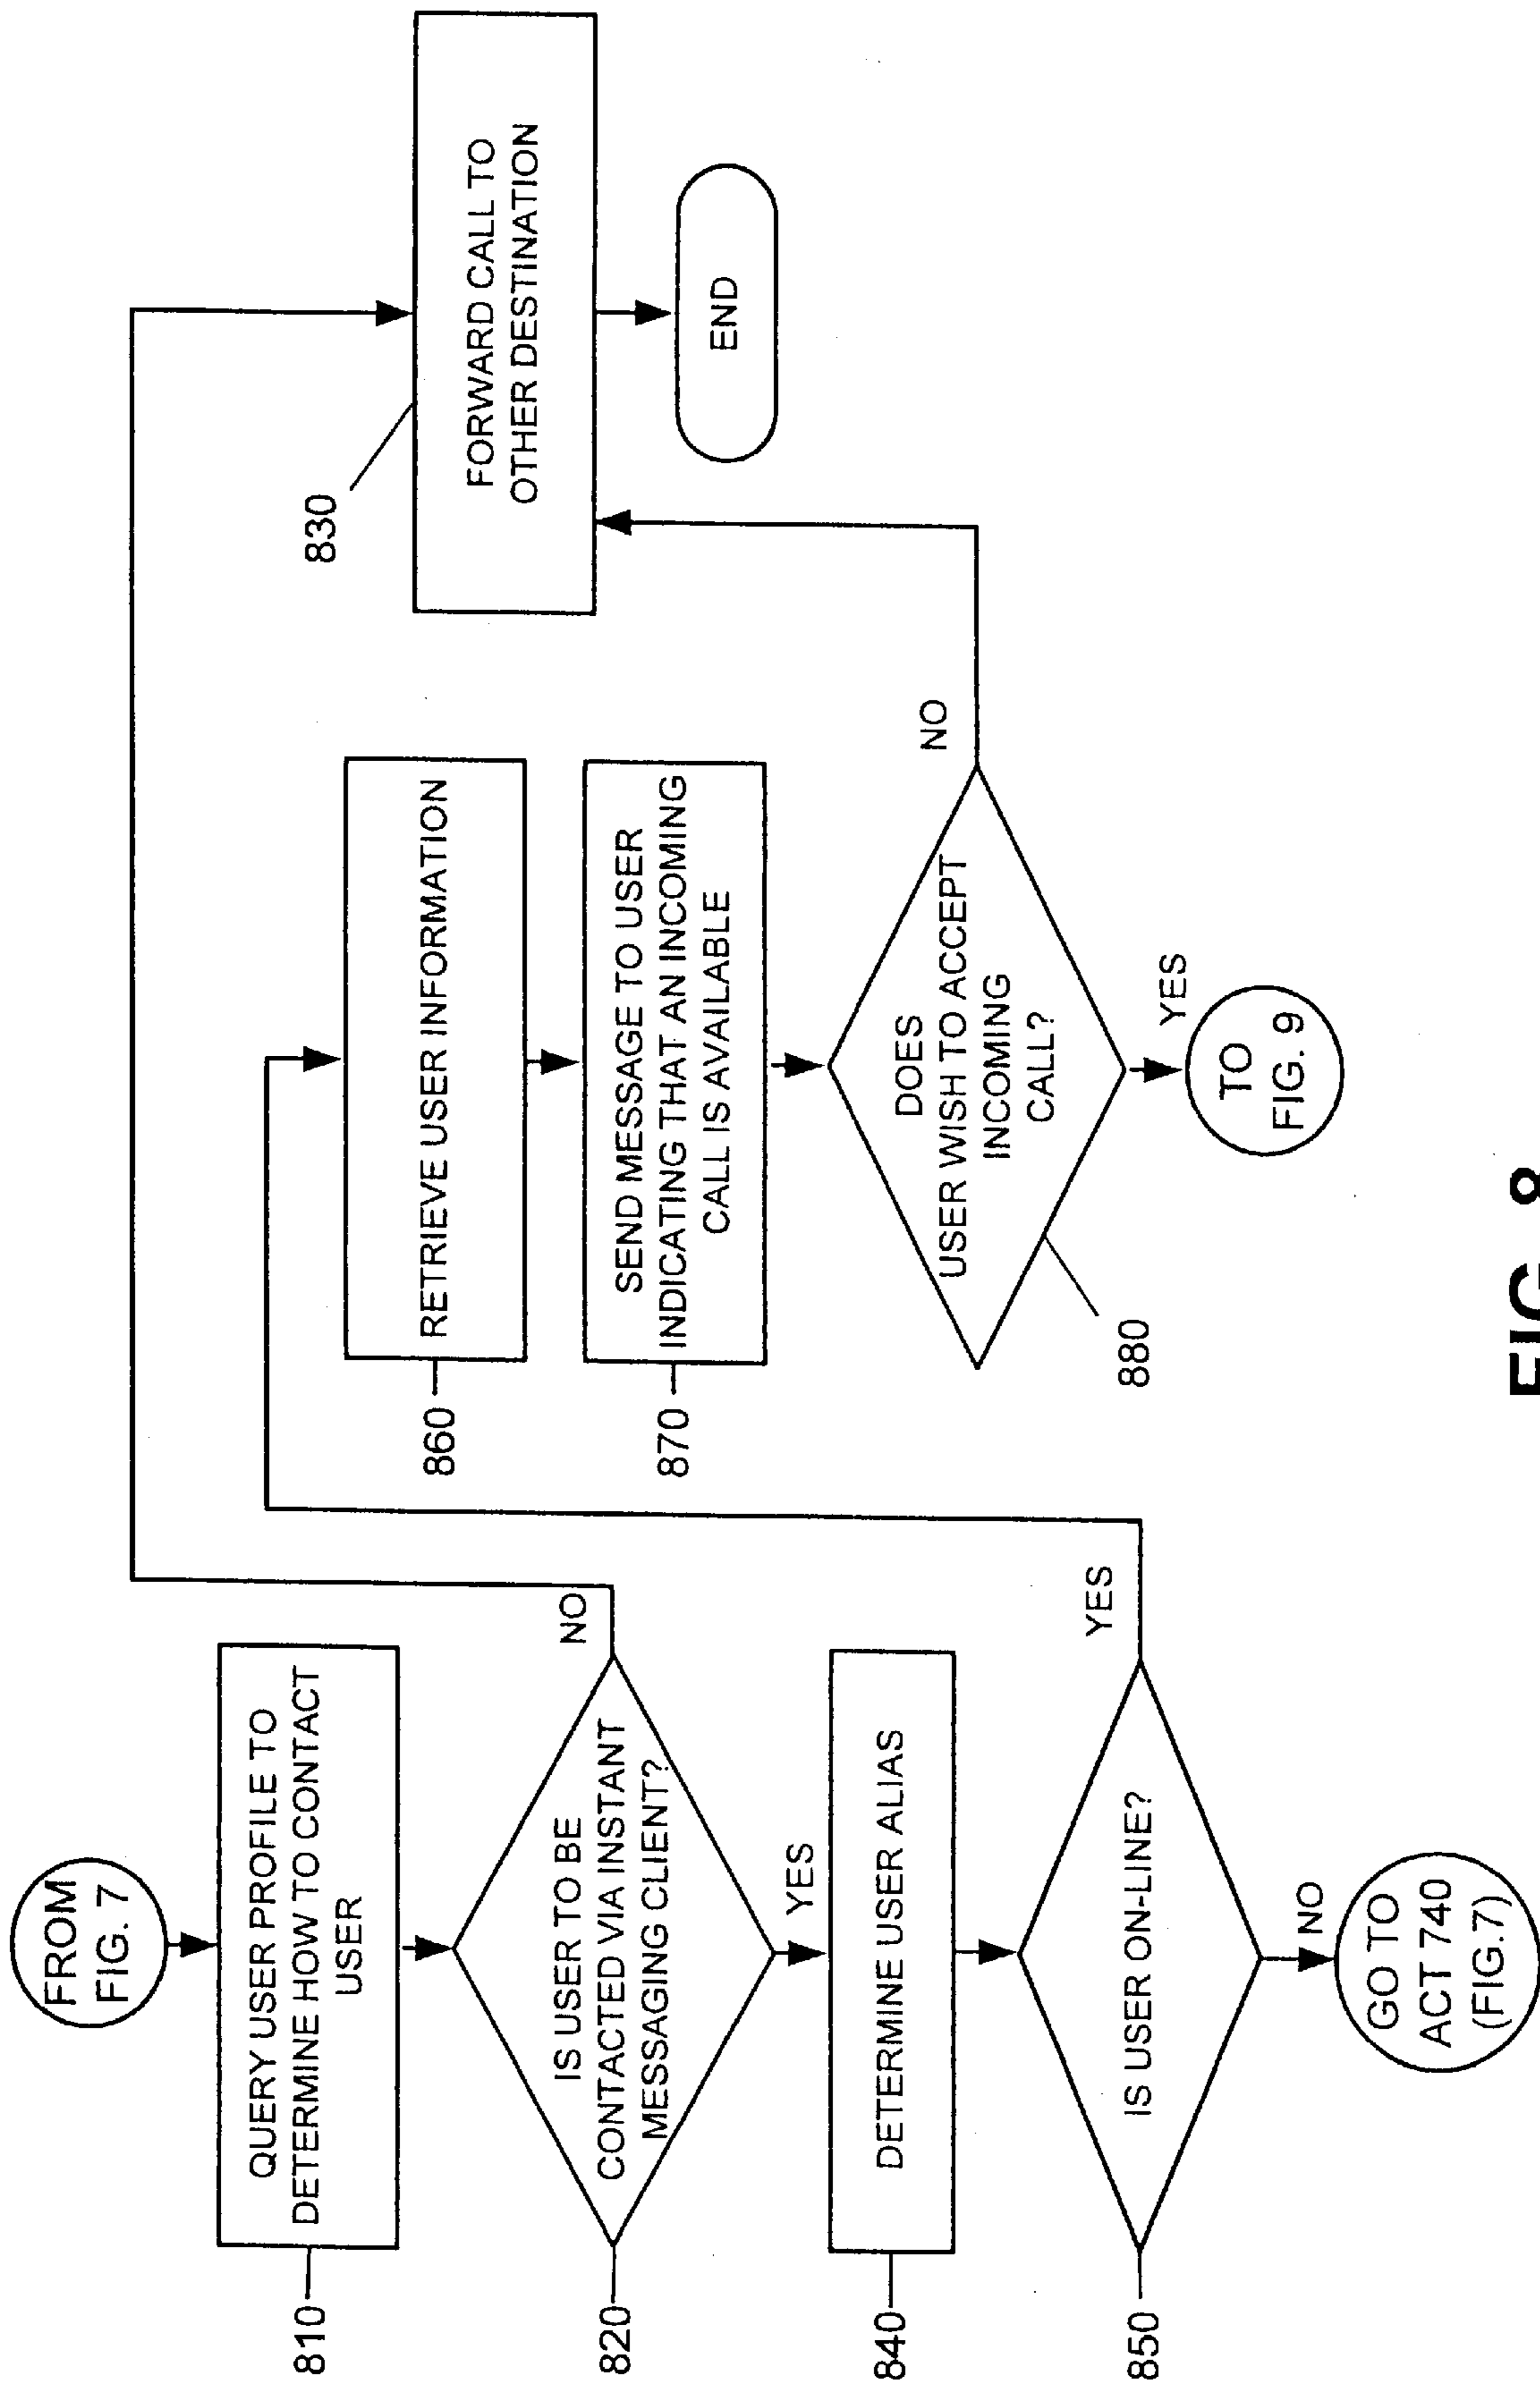 FROM
FIG. 7
810
QUERY USER PROFILE TO
DETERMINE HOW TO CONTACT
USER
820
IS USER TO BE
CONTACTED VIA INSTANT
MESSAGING CLIENT?
NO
YES
840
DETERMINE USER ALIAS
850
IS USER ON-LINE?
YES
NO
GO TO
ACT 740
(FIG.7)
860
RETRIEVE USER INFORMATION
870
SEND MESSAGE TO USER
INDICATING THAT AN INCOMING
CALL IS AVAILABLE
880
DOES
USER WISH TO ACCEPT
INCOMING
CALL?
NO
YES
TO
FIG. 9
830
FORWARD CALL TO
OTHER DESTINATION
END
FIG. 8